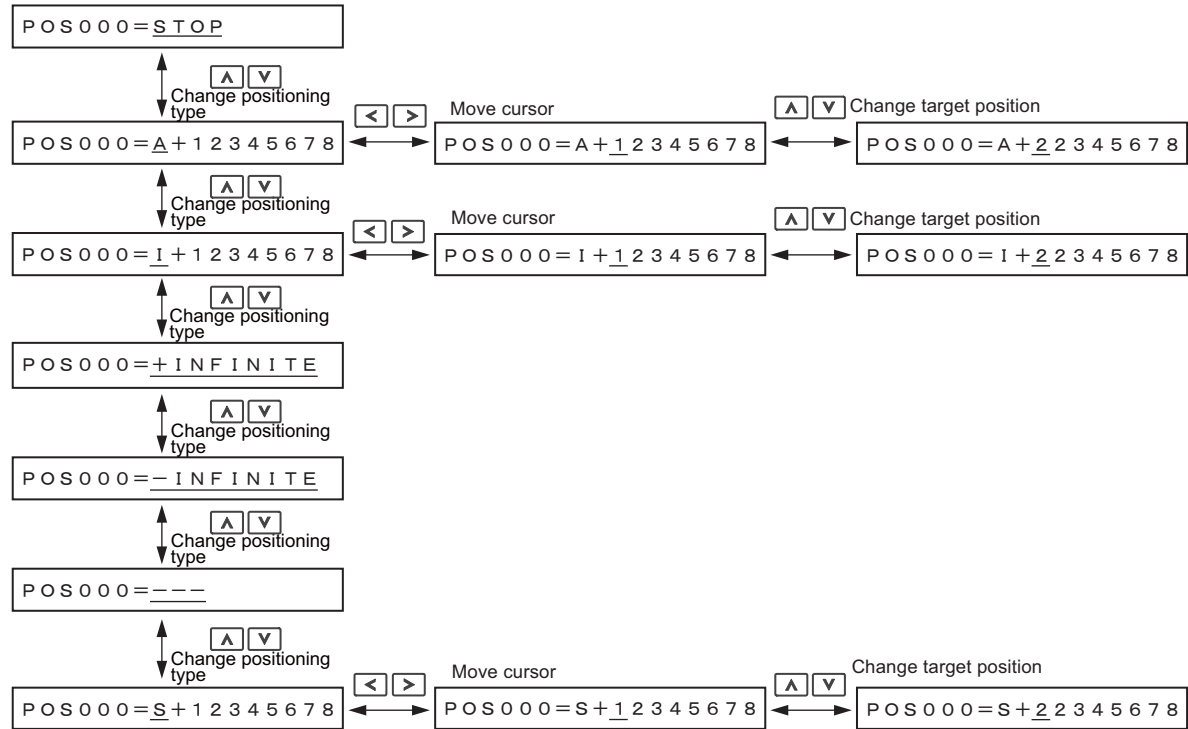 POS000=STOP
∧ ∨
Change positioning
type
< > Move cursor
∧ ∨ Change target position
POS000=A+12345678
POS000=A+12345678
POS000=A+22345678
∧ ∨
Change positioning
type
< > Move cursor
∧ ∨ Change target position
POS000=I+12345678
POS000=I+12345678
POS000=I+22345678
∧ ∨
Change positioning
type
POS000=+INFINITE
∧ ∨
Change positioning
type
POS000=−INFINITE
∧ ∨
Change positioning
type
POS000=−−−
∧ ∨
Change positioning
type
< > Move cursor
∧ ∨ Change target position
POS000=S+12345678
POS000=S+12345678
POS000=S+22345678